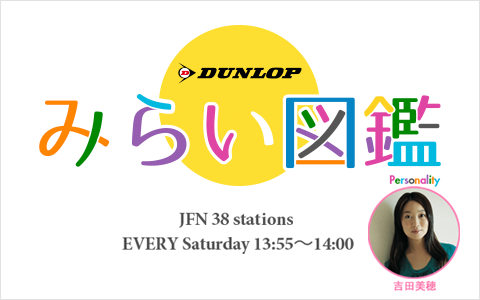 DUNLOP
みらい図鑑
Personality
JFN 38 stations
EVERY Saturday 13:55〜14:00
吉田美穂